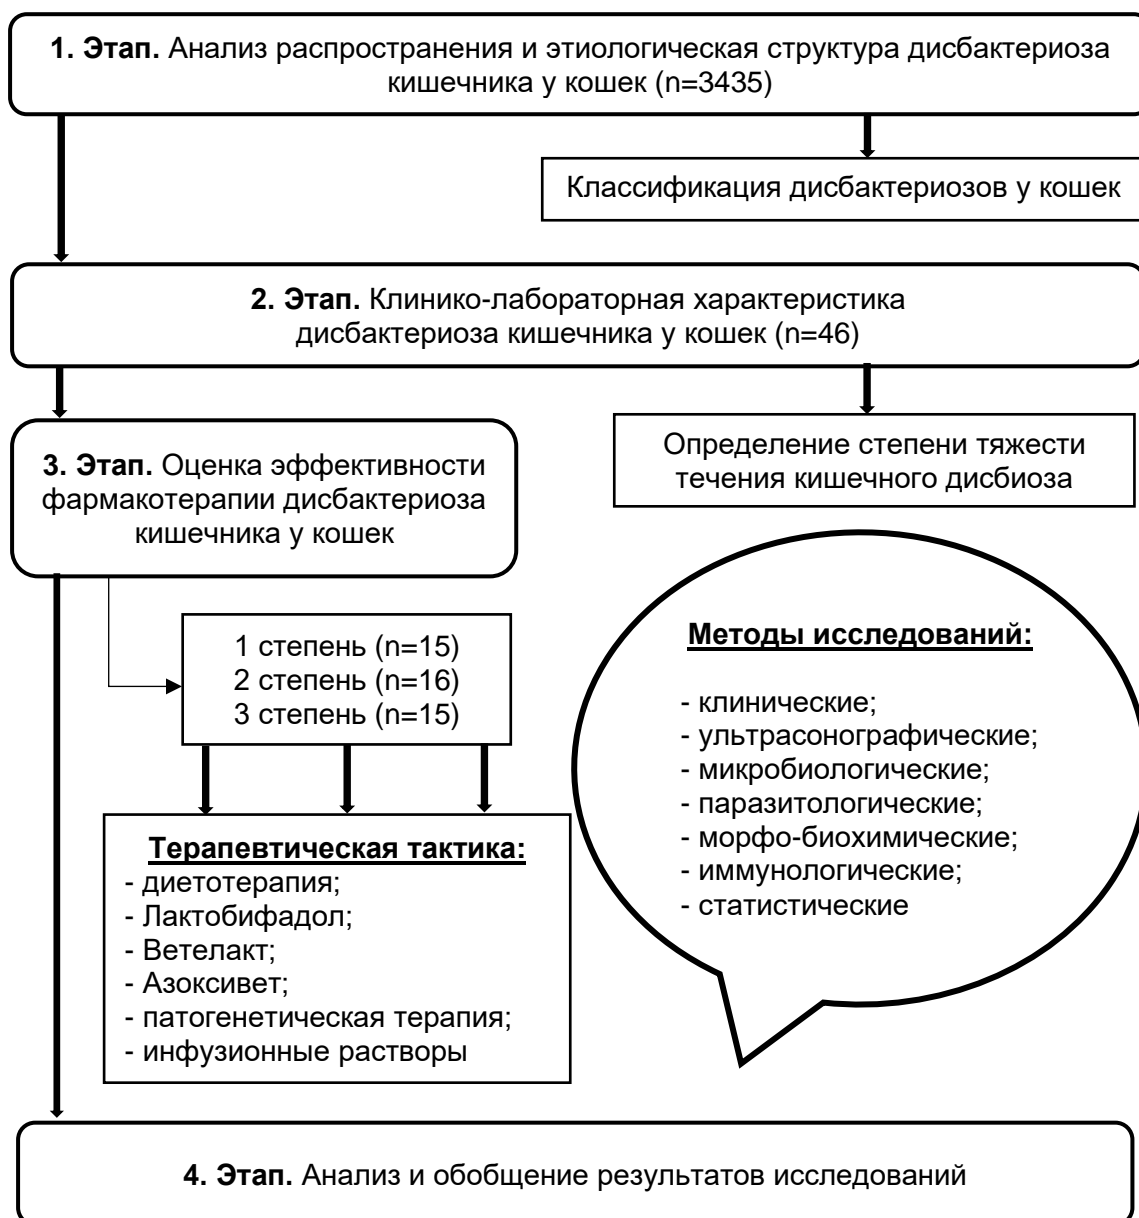 1. Этап. Анализ распространения и этиологическая структура дисбактериоза
кишечника у кошек (n=3435)
Классификация дисбактериозов у кошек
2. Этап. Клинико-лабораторная характеристика
дисбактериоза кишечника у кошек (n=46)
3. Этап. Оценка эффективности
фармакотерапии дисбактериоза
кишечника у кошек
Определение степени тяжести
течения кишечного дисбиоза
1 степень (n=15)
2 степень (n=16)
3 степень (n=15)
Методы исследований:
- клинические;
- ультрасонографические;
- микробиологические;
- паразитологические;
- морфо-биохимические;
- иммунологические;
- статистические
Терапевтическая тактика:
- диетотерапия;
- Лактобифадол;
- Ветелакт;
- Азоксивет;
- патогенетическая терапия;
- инфузионные растворы
4. Этап. Анализ и обобщение результатов исследований